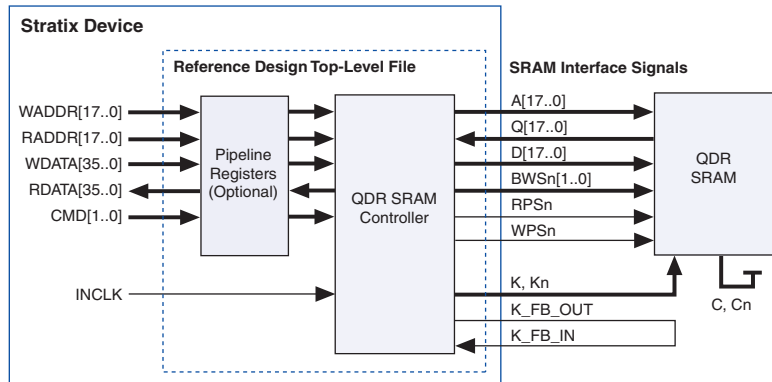 Stratix Device
Reference Design Top-Level File
SRAM Interface Signals
WADDR[17..0]
RADDR[17..0]
WDATA[35..0]
RDATA[35..0]
CMD[1..0]
INCLK
Pipeline
Registers
(Optional)
QDR SRAM
Controller
A[17..0]
Q[17..0]
D[17..0]
BWSn[1..0]
RPSn
WPSn
K, Kn
K_FB_OUT
K_FB_IN
QDR
SRAM
C, Cn